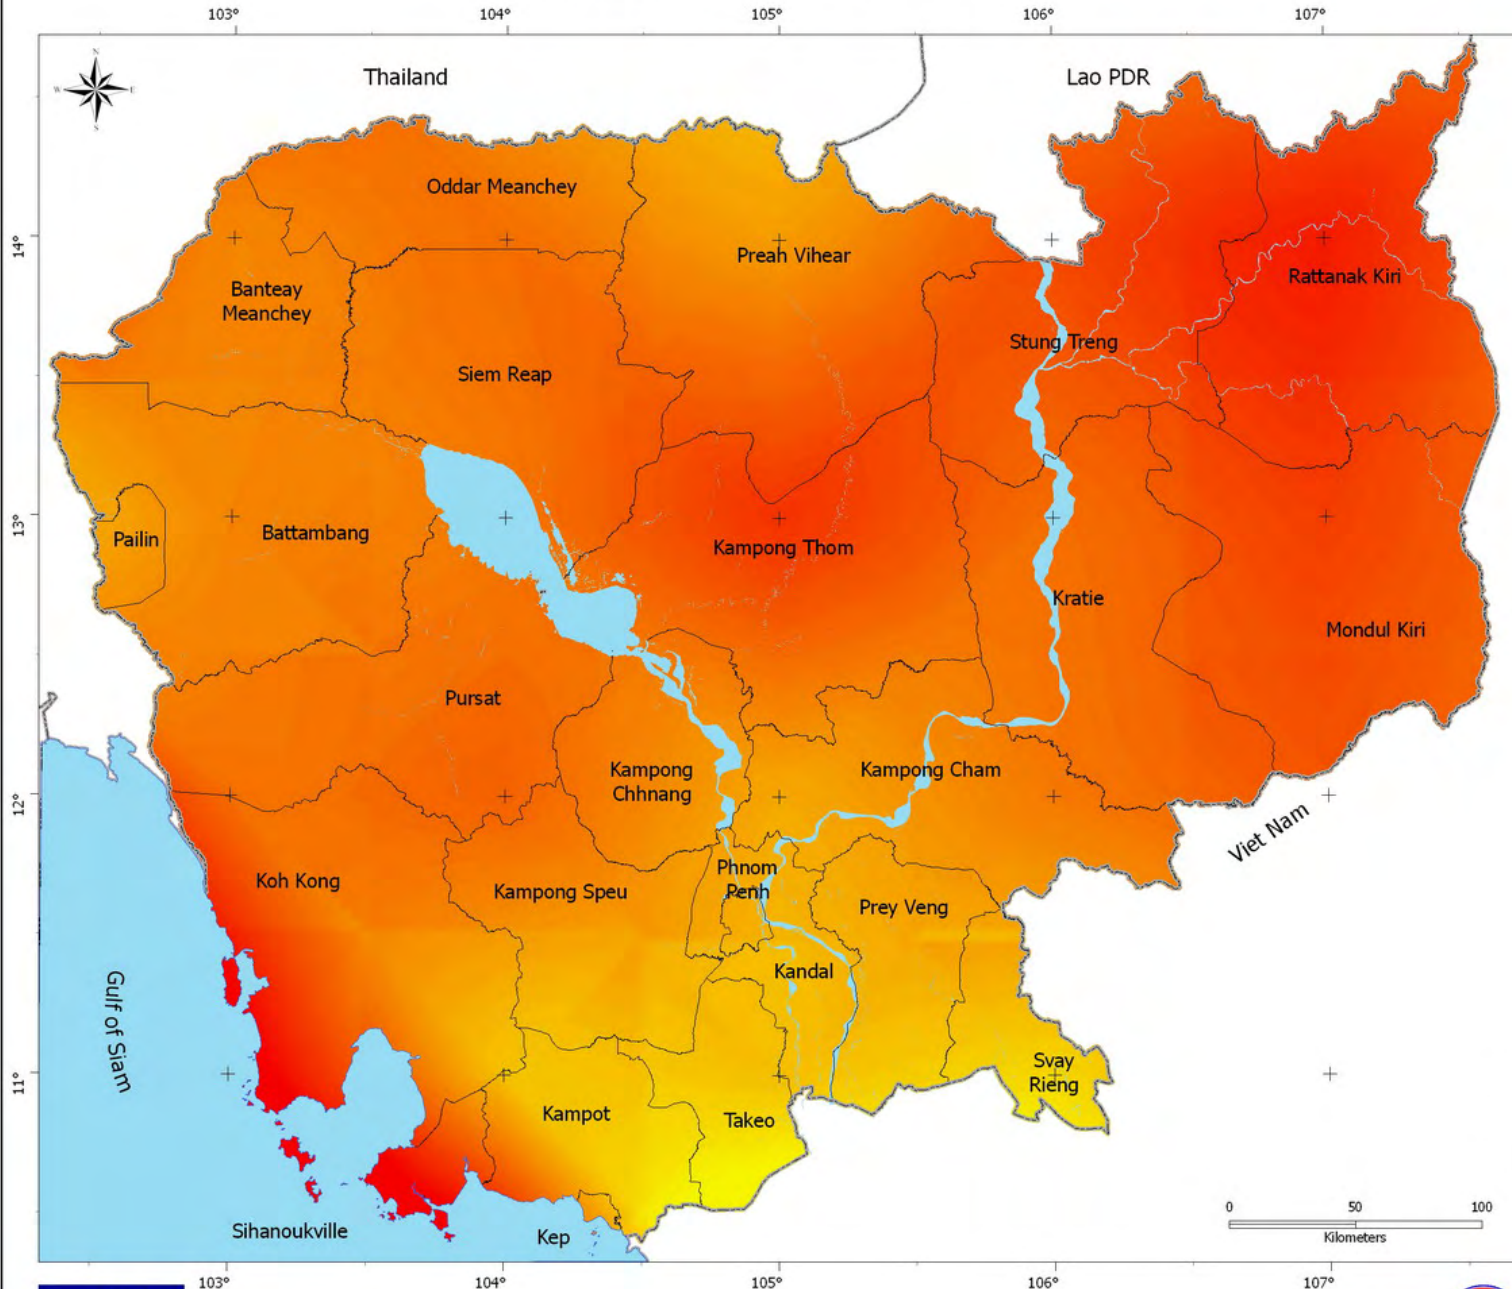 103° 104° 105° 106° 107°
N
W E
S
Thailand
Lao PDR
Oddar Meanchey
14°
Preah Vihear
Rattanak Kiri
Banteay
Meanchey
Stung Treng
Siem Reap
13°
Pailin
Battambang
Kampong Thom
Kratie
Mondul Kiri
Pursat
Kampong
Chhnang
Kampong Cham
12°
Viet Nam
Koh Kong
Kampong Speu
Phnom
Penh
Prey Veng
Kandal
Gulf of Siam
11°
Svay
Rieng
Kampot
Takeo
Sihanoukville
Kep
0 50 100
Kilometers
103° 104° 105° 106° 107°